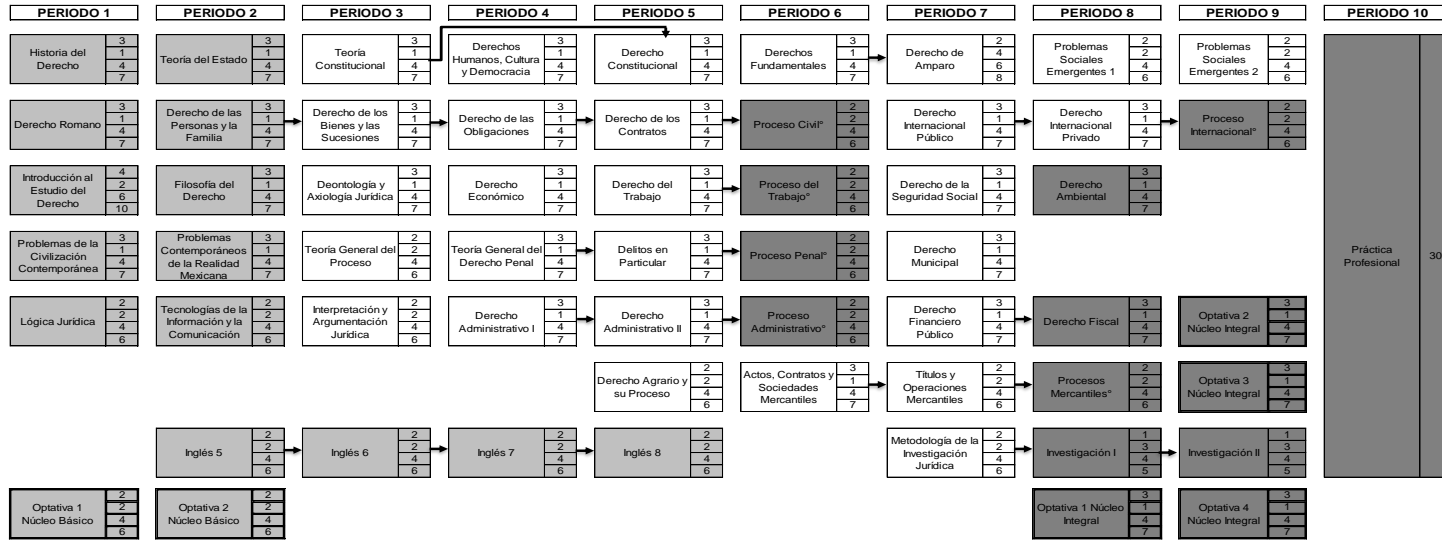 PERIODO 1
PERIODO 2
PERIODO 3
PERIODO 4
PERIODO 5
PERIODO 6
PERIODO 7
PERIODO 8
PERIODO 9
PERIODO 10
Historia del
Derecho
3
1
4
7
Teoría del Estado
3
1
4
7
Teoría
Constitucional
3
1
4
7
Derechos
Humanos, Cultura
y Democracia
3
1
4
7
Derecho
Constitucional
3
1
4
7
Derechos
Fundamentales
3
1
4
7
Derecho de
Amparo
2
4
6
8
Problemas
Sociales
Emergentes 1
2
2
4
6
Problemas
Sociales
Emergentes 2
2
2
4
6
Derecho Romano
3
1
4
7
Derecho de las
Personas y la
Familia
3
1
4
7
Derecho de los
Bienes y las
Sucesiones
3
1
4
7
Derecho de las
Obligaciones
3
1
4
7
Derecho de los
Contratos
3
1
4
7
Proceso Civil°
2
2
4
6
Derecho
Internacional
Público
3
1
4
7
Derecho
Internacional
Privado
3
1
4
7
Proceso
Internacional°
2
2
4
6
Introducción al
Estudio del
Derecho
4
2
6
10
Filosofía del
Derecho
3
1
4
7
Deontología y
Axiología Jurídica
3
1
4
7
Derecho
Económico
3
1
4
7
Derecho del
Trabajo
3
1
4
7
Proceso del
Trabajo°
2
2
4
6
Derecho de la
Seguridad Social
3
1
4
7
Derecho
Ambiental
3
1
4
7
Problemas de la
Civilización
Contemporánea
3
1
4
7
Problemas
Contemporáneos
de la Realidad
Mexicana
3
1
4
7
Teoría General del
Proceso
2
2
4
6
Teoría General del
Derecho Penal
3
1
4
7
Delitos en
Particular
3
1
4
7
Proceso Penal°
2
2
4
6
Derecho
Municipal
3
1
4
7
Práctica
Profesional
30
Lógica Jurídica
2
2
4
6
Tecnologías de la
Información y la
Comunicación
2
2
4
6
Interpretación y
Argumentación
Jurídica
2
2
4
6
Derecho
Administrativo I
3
1
4
7
Derecho
Administrativo II
3
1
4
7
Proceso
Administrativo°
2
2
4
6
Derecho
Financiero
Público
3
1
4
7
Derecho Fiscal
3
1
4
7
Optativa 2
Núcleo Integral
3
1
4
7
Derecho Agrario y
su Proceso
2
2
4
6
Actos, Contratos y
Sociedades
Mercantiles
3
1
4
7
Títulos y
Operaciones
Mercantiles
2
2
4
6
Procesos
Mercantiles°
2
2
4
6
Optativa 3
Núcleo Integral
3
1
4
7
Inglés 5
2
2
4
6
Inglés 6
2
2
4
6
Inglés 7
2
2
4
6
Inglés 8
2
2
4
6
Metodología de la
Investigación
Jurídica
2
2
4
6
Investigación I
1
3
4
5
Investigación II
1
3
4
5
Optativa 1
Núcleo Básico
2
2
4
6
Optativa 2
Núcleo Básico
2
2
4
6
Optativa 1 Núcleo
Integral
3
1
4
7
Optativa 4
Núcleo Integral
3
1
4
7